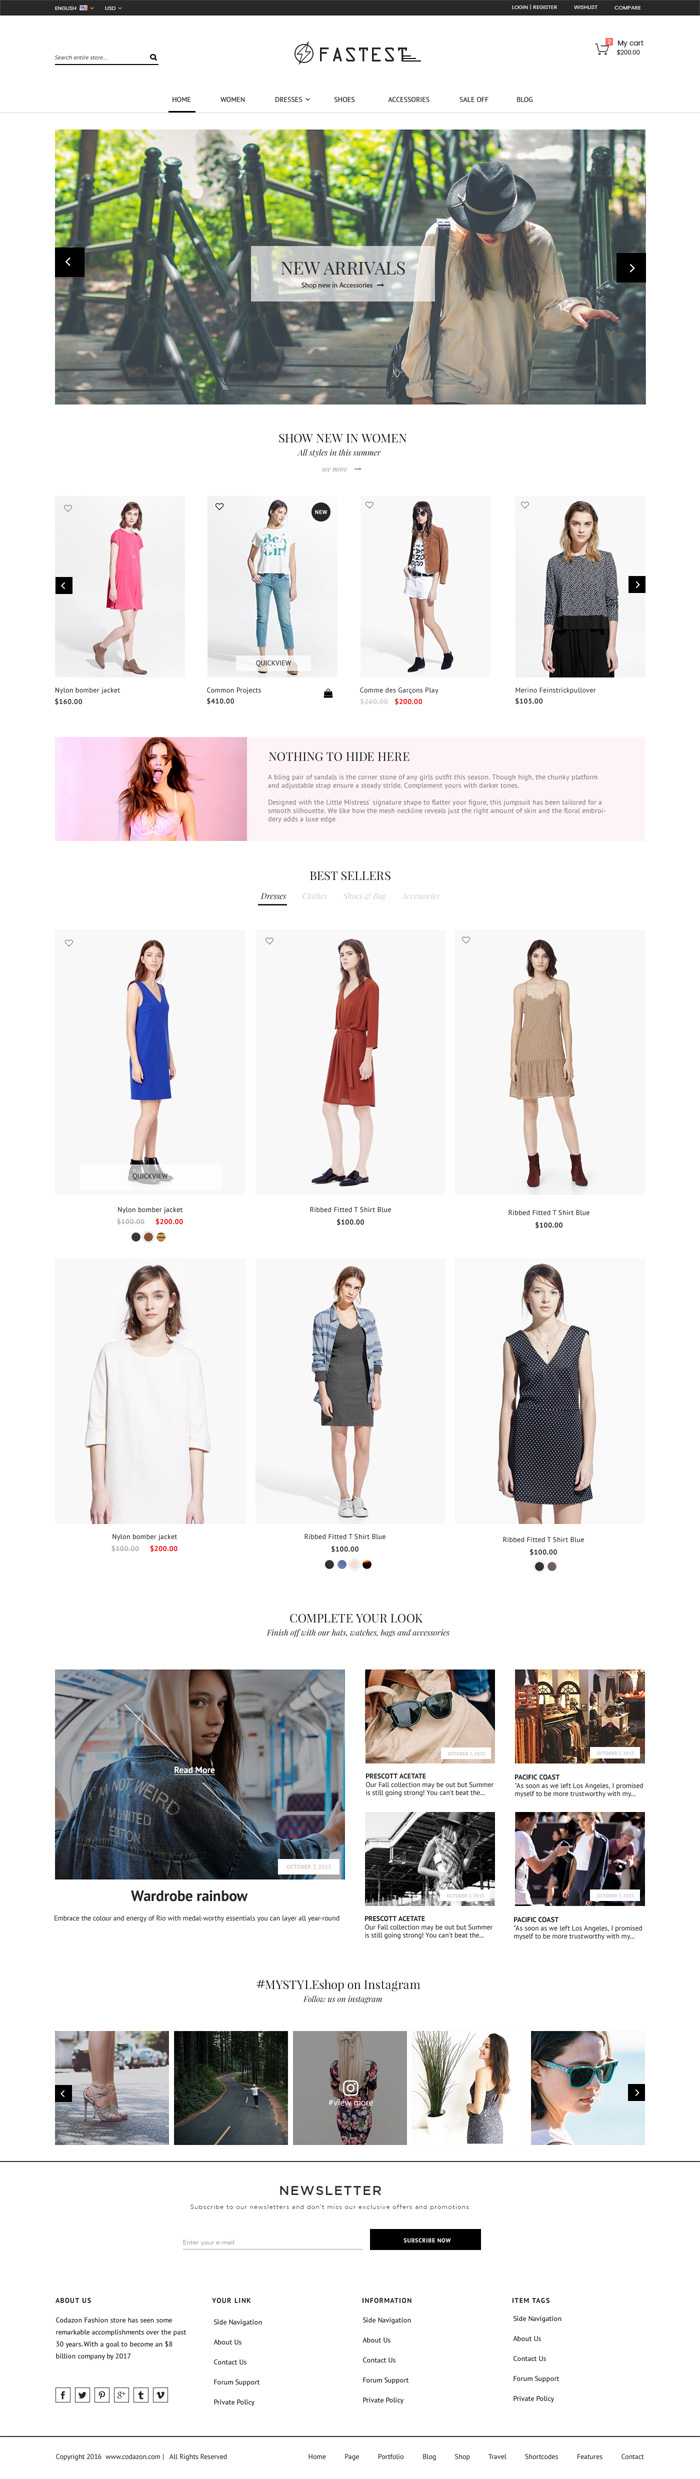 ENGLISH USD LOGIN | REGISTER WISHLIST COMPARE
Search entire store...
FASTEST
2
My cart
$200.00
HOME WOMEN DRESSES SHOES ACCESSORIES SALE OFF BLOG
NEW ARRIVALS
Shop new in Accessories
SHOW NEW IN WOMEN
All styles in this summer
see more
NEW
BeA
Girl
QUICKVIEW
Nylon bomber jacket
$160.00
Common Projects
$410.00
Comme des Garçons Play
$260.00 $200.00
Merino Feinstrickpullover
$105.00
NOTHING TO HIDE HERE
A bling pair of sandals is the corner stone of any girls outfit this season. Though high, the chunky platform
and adjustable strap ensure a steady stride. Complement yours with darker tones.
Designed with the Little Mistress' signature shape to flatter your figure, this jumpsuit has been tailored for a
smooth silhouette. We like how the mesh neckline reveals just the right amount of skin and the floral embroi-
dery adds a luxe edge
BEST SELLERS
Dresses Clothes Shoes & Bag Accessories
QUICKVIEW
Nylon bomber jacket
$100.00 $200.00
Ribbed Fitted T Shirt Blue
$100.00
Ribbed Fitted T Shirt Blue
$100.00
Nylon bomber jacket
$100.00 $200.00
Ribbed Fitted T Shirt Blue
$100.00
Ribbed Fitted T Shirt Blue
$100.00
COMPLETE YOUR LOOK
Finish off with our hats, watches, bags and accessories
Read More
I'M NOT WEIRD
I'M LIMITED
EDITION
OCTOBER 7, 2015
Wardrobe rainbow
Embrace the colour and energy of Rio with medal-worthy essentials you can layer all year-round
OCTOBER 7, 2015
PRESCOTT ACETATE
Our Fall collection may be out but Summer
is still going strong! You can't beat the...
OCTOBER 7, 2015
PACIFIC COAST
"As soon as we left Los Angeles, I promised
myself to be more trustworthy with my...
OCTOBER 7, 2015
PRESCOTT ACETATE
Our Fall collection may be out but Summer
is still going strong! You can't beat the...
OCTOBER 7, 2015
PACIFIC COAST
"As soon as we left Los Angeles, I promised
myself to be more trustworthy with my...
#MYSTYLEshop on Instagram
Follow us on instagram
#view more
NEWSLETTER
Subscribe to our newsletters and don't miss our exclusive offers and promotions.
Enter your e-mail
SUBSCRIBE NOW
ABOUT US
Codazon Fashion store has seen some
remarkable accomplishments over the past
30 years. With a goal to become an $8
billion company by 2017
YOUR LINK
Side Navigation
About Us
Contact Us
Forum Support
Private Policy
INFORMATION
Side Navigation
About Us
Contact Us
Forum Support
Private Policy
ITEM TAGS
Side Navigation
About Us
Contact Us
Forum Support
Private Policy
Copyright 2016 www.codazon.com | All Rights Reserved
Home Page Portfolio Blog Shop Travel Shortcodes Features Contact